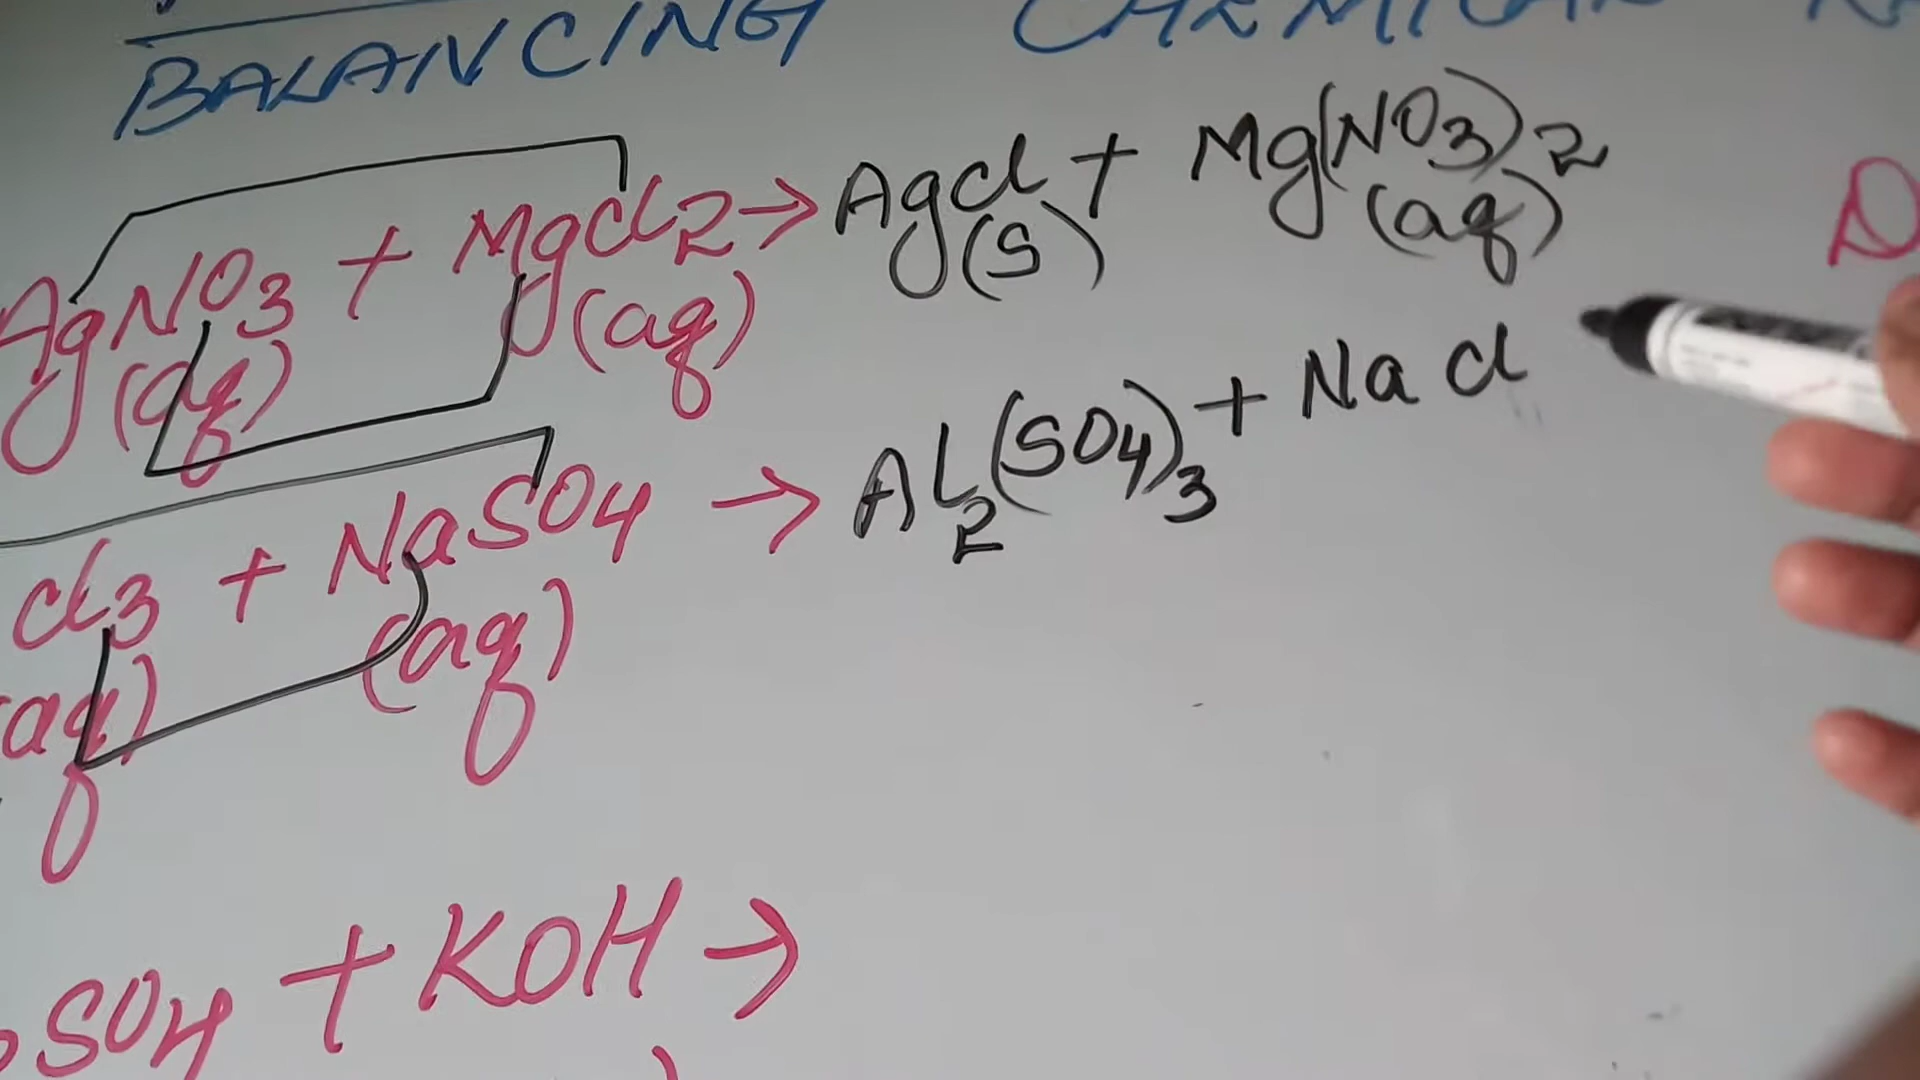 BALANCING CHEMICAL
AgNO3 + MgCl2 → AgCl + Mg(NO3)2
(aq) (aq) (s) (aq)
Cl3 + NaSO4 → AL2(SO4)3 + NaCl
(aq) (aq)
SO4 + KOH →